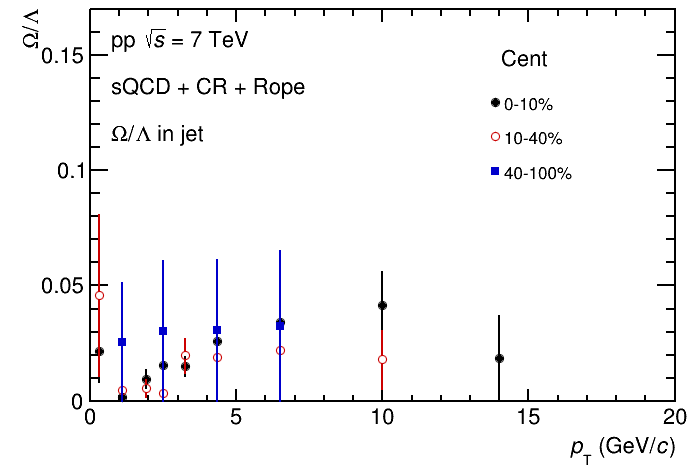 Ω/Λ
pp √s = 7 TeV
sQCD + CR + Rope
Ω/Λ in jet
Cent
0-10%
10-40%
40-100%
0.15
0.1
0.05
0
0 5 10 15 20
p_T (GeV/c)